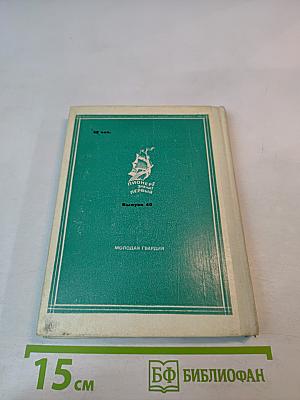 ПИОНЕР
ЗНАЧИТ
ПЕРВЫЙ
Выпуск 40
МОЛОДАЯ ГВАРДИЯ
15 см
БФ БИБЛИОФАН